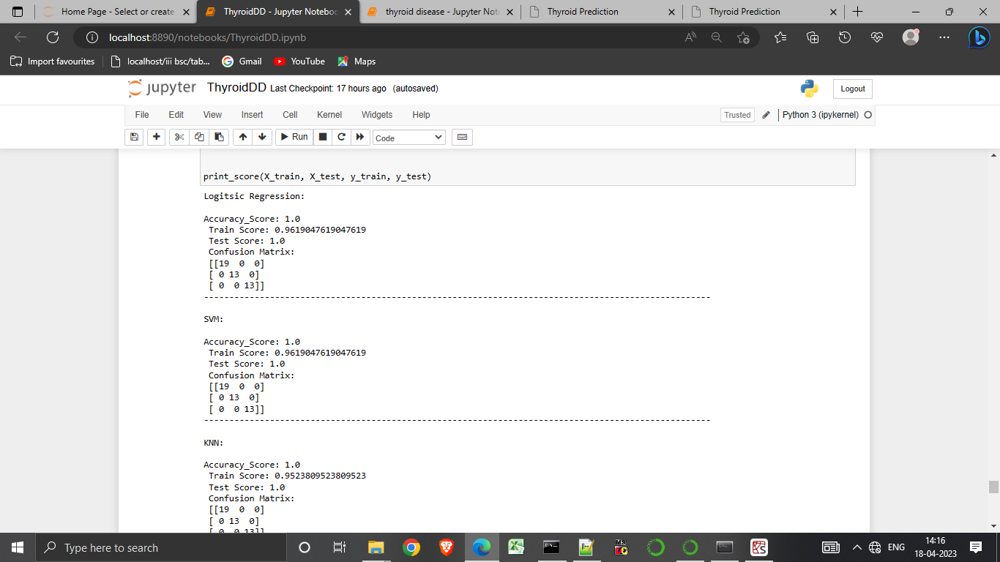 Home Page - Select or create
ThyroidDD - Jupyter Noteboo
thyroid disease - Jupyter Not
Thyroid Prediction
Thyroid Prediction
localhost:8890/notebooks/ThyroidDD.ipynb
Import favourites
localhost/iii bsc/tab...
Gmail
YouTube
Maps
jupyter
ThyroidDD Last Checkpoint: 17 hours ago (autosaved)
Logout
File Edit View Insert Cell Kernel Widgets Help
Trusted
Python 3 (ipykernel)
Run
Code
print_score(X_train, X_test, y_train, y_test)
Logitsic Regression:
Accuracy_Score: 1.0
Train Score: 0.9619047619047619
Test Score: 1.0
Confusion Matrix:
[[19  0  0]
[ 0 13  0]
[ 0  0 13]]
----------------------------------------------------------------------------------------------------
SVM:
Accuracy_Score: 1.0
Train Score: 0.9619047619047619
Test Score: 1.0
Confusion Matrix:
[[19  0  0]
[ 0 13  0]
[ 0  0 13]]
----------------------------------------------------------------------------------------------------
KNN:
Accuracy_Score: 1.0
Train Score: 0.9523809523809523
Test Score: 1.0
Confusion Matrix:
[[19  0  0]
[ 0 13  0]
[ 0  0 13]]
Type here to search
ENG
14:16
18-04-2023